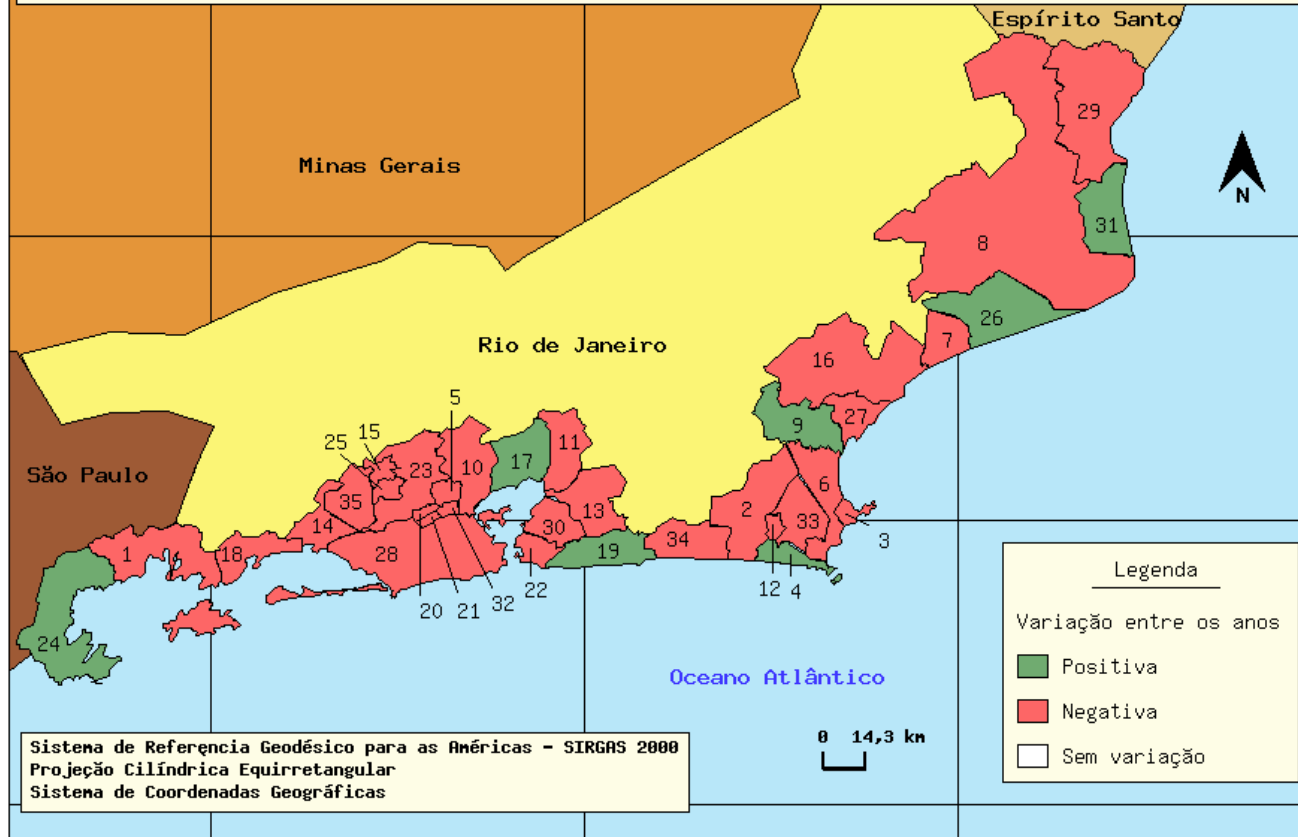 Espírito Santo
29
Minas Gerais
N
31
8
26
Rio de Janeiro
7
16
5
27
15
9
25
11
23
17
10
São Paulo
6
35
2
13
33
14
30
3
1
18
28
19
34
12
4
22
32
20
21
24
Oceano Atlântico
0 14,3 km
Legenda
Variação entre os anos
Positiva
Negativa
Sem variação
Sistema de Referençia Geodésico para as Américas - SIRGAS 2000
Projeção Cilíndrica Equirretangular
Sistema de Coordenadas Geográficas